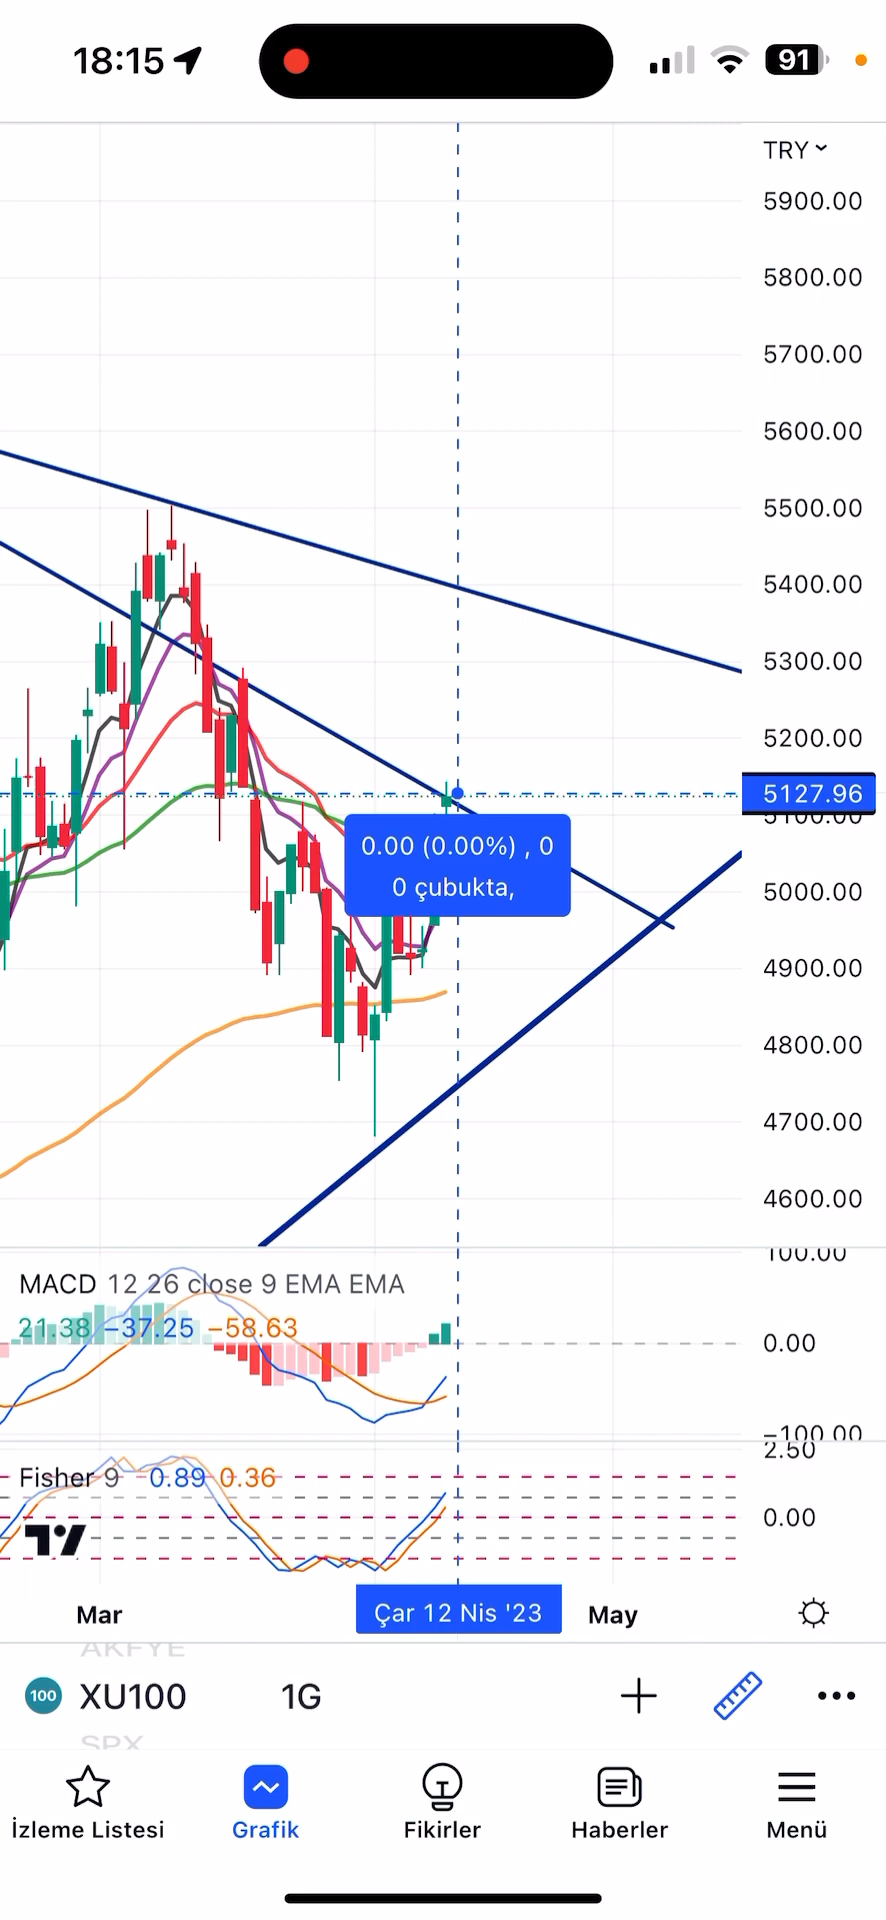 18:15
91
TRY
5900.00
5800.00
5700.00
5600.00
5500.00
5400.00
5300.00
5200.00
5127.96
5100.00
0.00 (0.00%) , 0
0 çubukta,
5000.00
4900.00
4800.00
4700.00
4600.00
100.00
MACD 12 26 close 9 EMA EMA
21.38 −37.25 −58.63
0.00
−100.00
2.50
Fisher 9 0.89 0.36
0.00
Mar
Çar 12 Nis '23
May
AKFYE
100 XU100 1G
SPX
İzleme Listesi
Grafik
Fikirler
Haberler
Menü